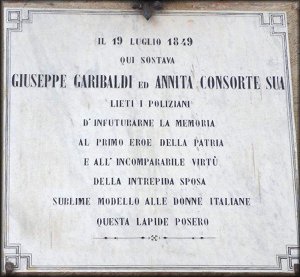 IL 19 LUGLIO 1849
QUI SOSTAVA
GIUSEPPE GARIBALDI ED ANNITA CONSORTE SUA
LIETI I POLIZIANI
D'INFUTURARNE LA MEMORIA
AL PRIMO EROE DELLA PATRIA
E ALL'INCOMPARABILE VIRTÙ
DELLA INTREPIDA SPOSA
SUBLIME MODELLO ALLE DONNE ITALIANE
QUESTA LAPIDE POSERO